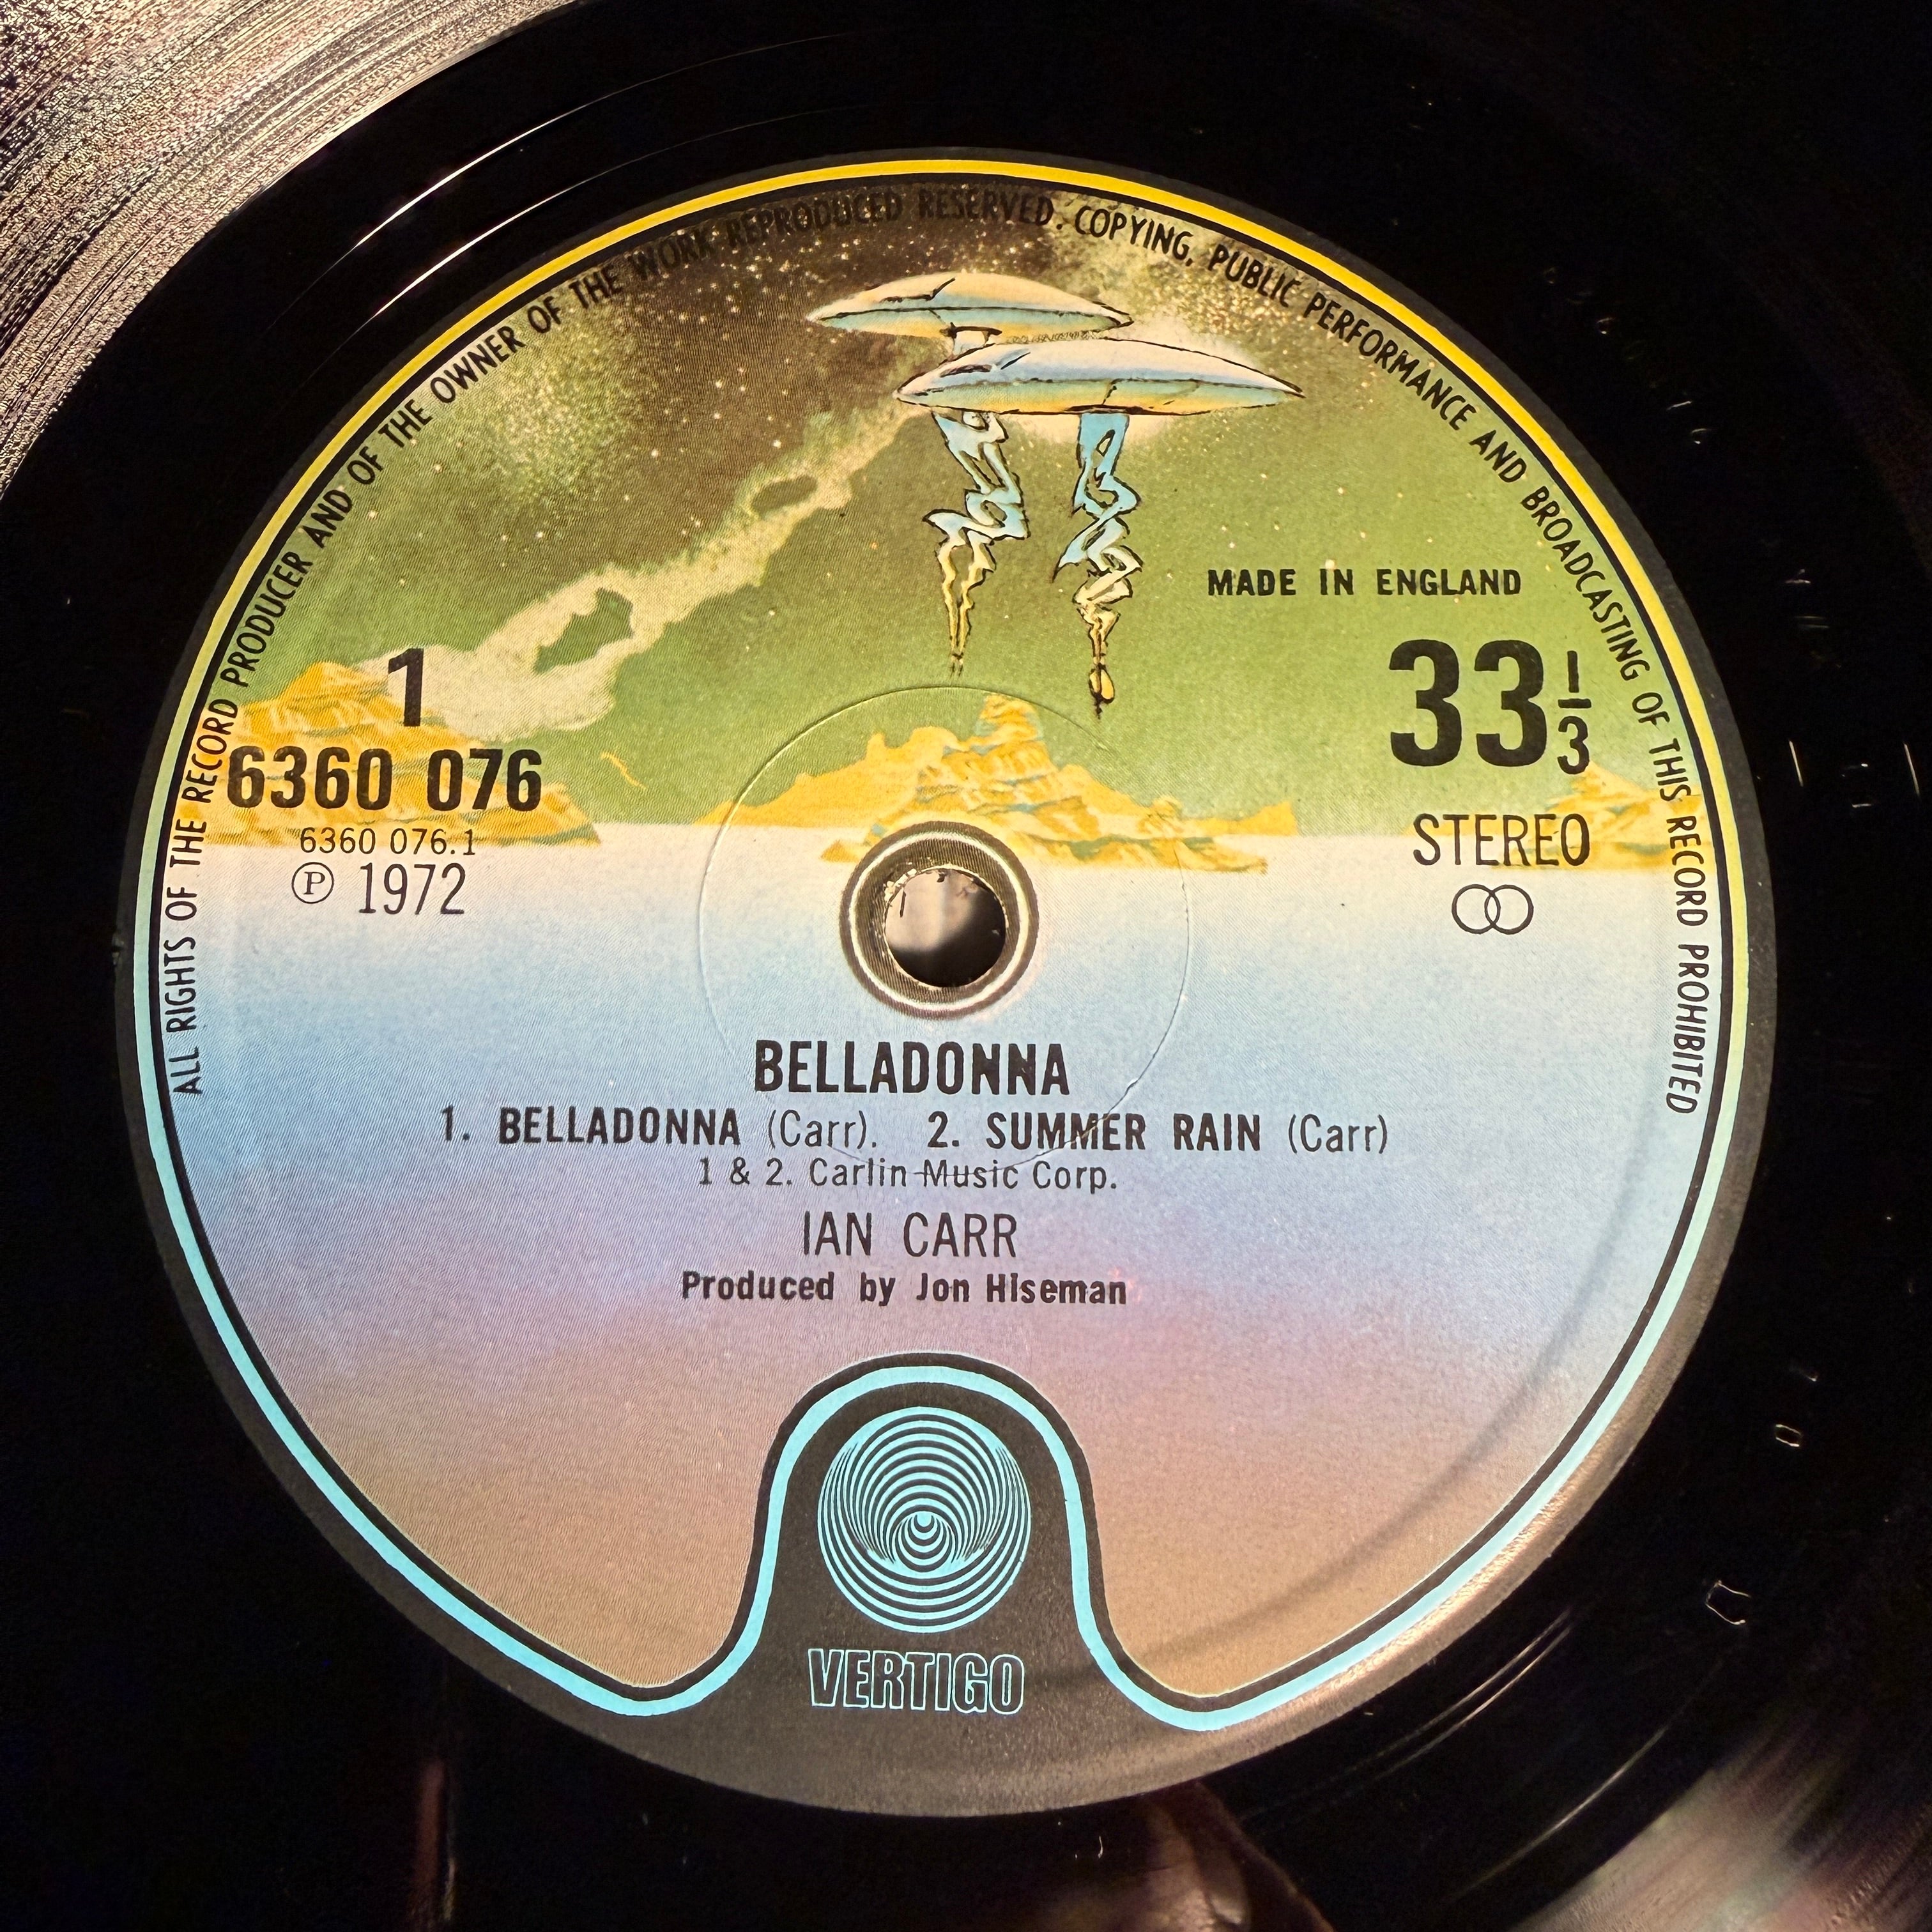 ALL RIGHTS OF THE RECORD PRODUCER AND OF THE OWNER OF THE WORK REPRODUCED RESERVED. COPYING, PUBLIC PERFORMANCE AND BROADCASTING OF THIS RECORD PROHIBITED
MADE IN ENGLAND
1
33 1/3
6360 076
6360 076.1
STEREO
℗ 1972
BELLADONNA
1. BELLADONNA (Carr). 2. SUMMER RAIN (Carr)
1 & 2. Carlin Music Corp.
IAN CARR
Produced by Jon Hiseman
VERTIGO